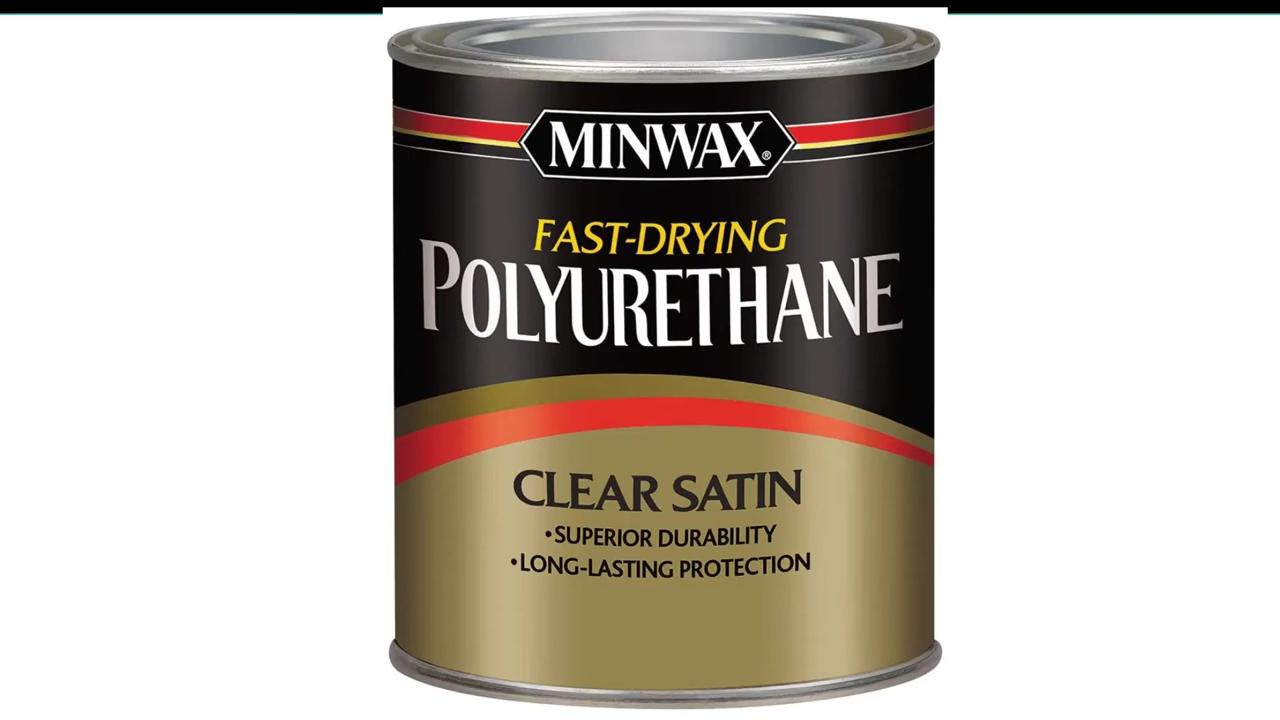 MINWAX®
FAST-DRYING
POLYURETHANE
CLEAR SATIN
•SUPERIOR DURABILITY
•LONG-LASTING PROTECTION